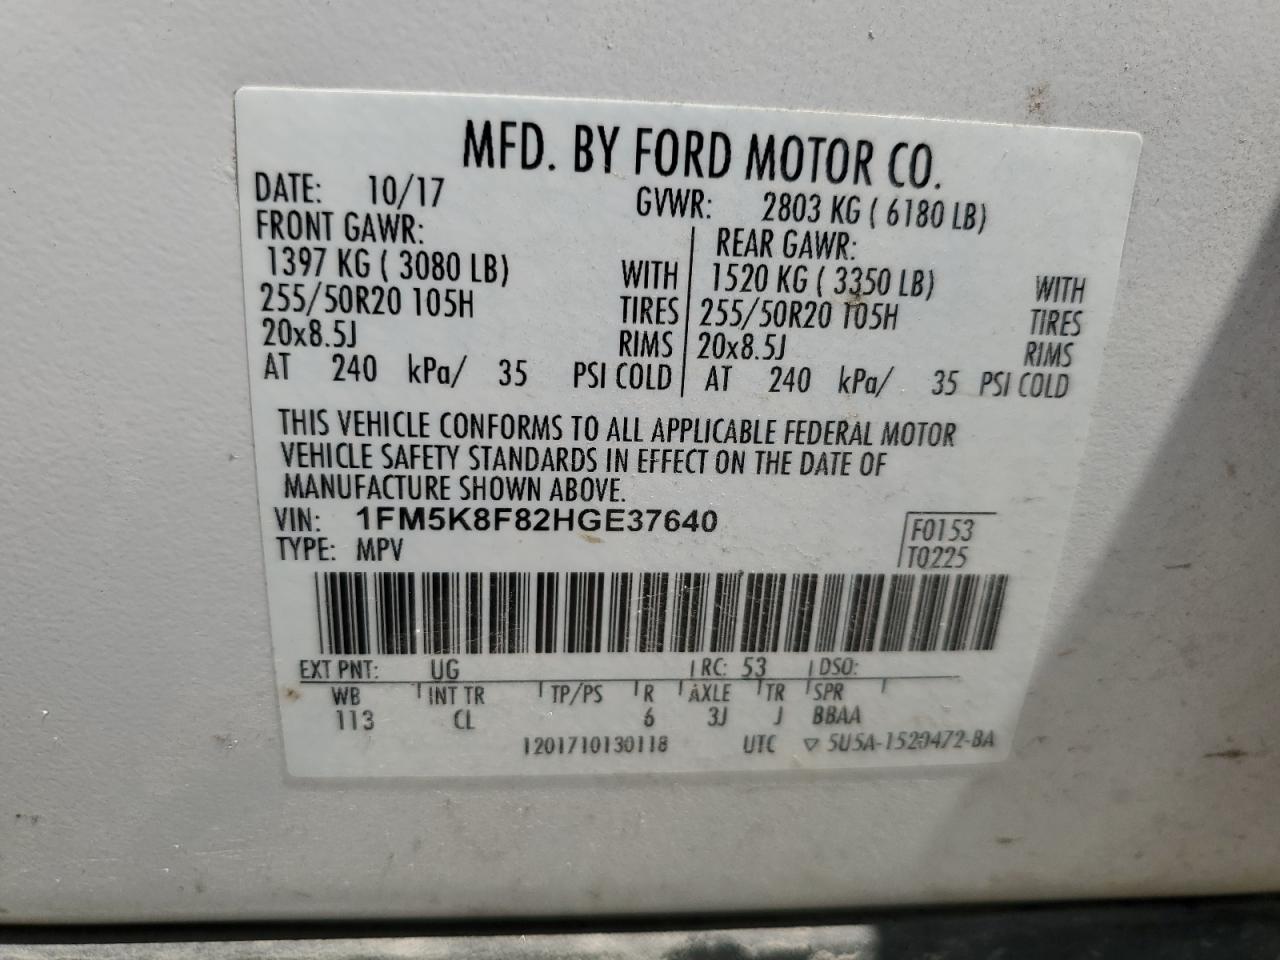 MFD. BY FORD MOTOR CO.
DATE: 10/17 GVWR: 2803 KG ( 6180 LB)
FRONT GAWR: REAR GAWR:
1397 KG ( 3080 LB) WITH 1520 KG ( 3350 LB) WITH
255/50R20 105H TIRES 255/50R20 105H TIRES
20x8.5J RIMS 20x8.5J RIMS
AT 240 kPa/ 35 PSI COLD AT 240 kPa/ 35 PSI COLD
THIS VEHICLE CONFORMS TO ALL APPLICABLE FEDERAL MOTOR
VEHICLE SAFETY STANDARDS IN EFFECT ON THE DATE OF
MANUFACTURE SHOWN ABOVE.
VIN: 1FM5K8F82HGE37640 F0153
TYPE: MPV T0225
EXT PNT: UG RC: 53 DSO:
WB INT TR TP/PS R AXLE TR SPR
113 CL 6 3J J BBAA
1201710130118 UTC ▽ 5U5A-1520472-BA